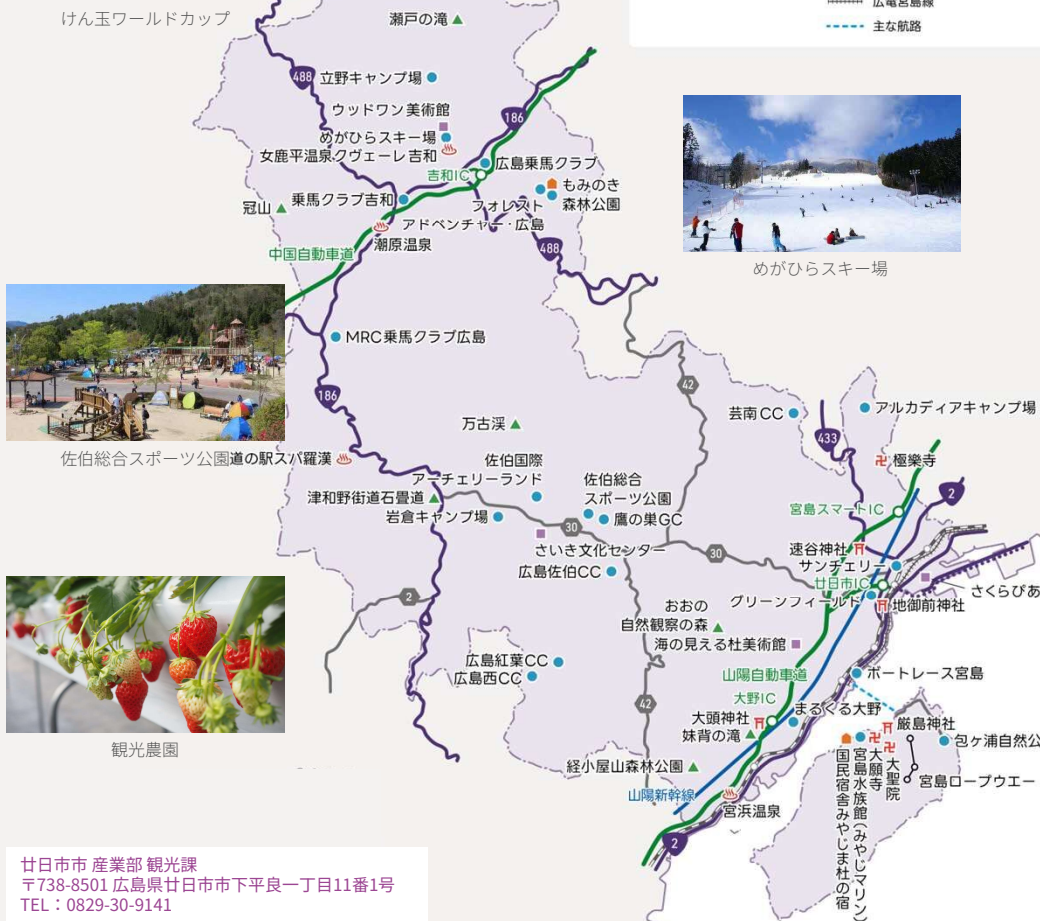 けん玉ワールドカップ
瀬戸の滝
広電宮島線
主な航路
488
立野キャンプ場
186
ウッドワン美術館
めがひらスキー場
女鹿平温泉クヴェーレ吉和
広島乗馬クラブ
吉和IC
もみのき
森林公園
フォレスト
アドベンチャー・広島
乗馬クラブ吉和
冠山
潮原温泉
中国自動車道
488
めがひらスキー場
MRC乗馬クラブ広島
186
42
芸南CC
アルカディアキャンプ場
433
万古渓
佐伯総合スポーツ公園
道の駅スパ羅漢
極樂寺
佐伯国際
アーチェリーランド
佐伯総合
スポーツ公園
津和野街道石畳道
2
岩倉キャンプ場
鷹の巣GC
宮島スマートIC
30
さいき文化センター
30
速谷神社
サンチェリー
広島佐伯CC
廿日市IC
さくらぴあ
グリーンフィールド
地御前神社
2
おおの
自然観察の森
海の見える杜美術館
広島紅葉CC
広島西CC
山陽自動車道
ポートレース宮島
大野IC
42
まるくる大野
大頭神社
妹背の滝
厳島神社
包ヶ浦自然公
大聖院
大願寺
宮島水族館(みやじマリン)
国民宿舎みやじま杜の宿
宮島ロープウエー
観光農園
経小屋山森林公園
山陽新幹線
宮浜温泉
2
廿日市市 産業部 観光課
〒738-8501 広島県廿日市市下平良一丁目11番1号
TEL：0829-30-9141